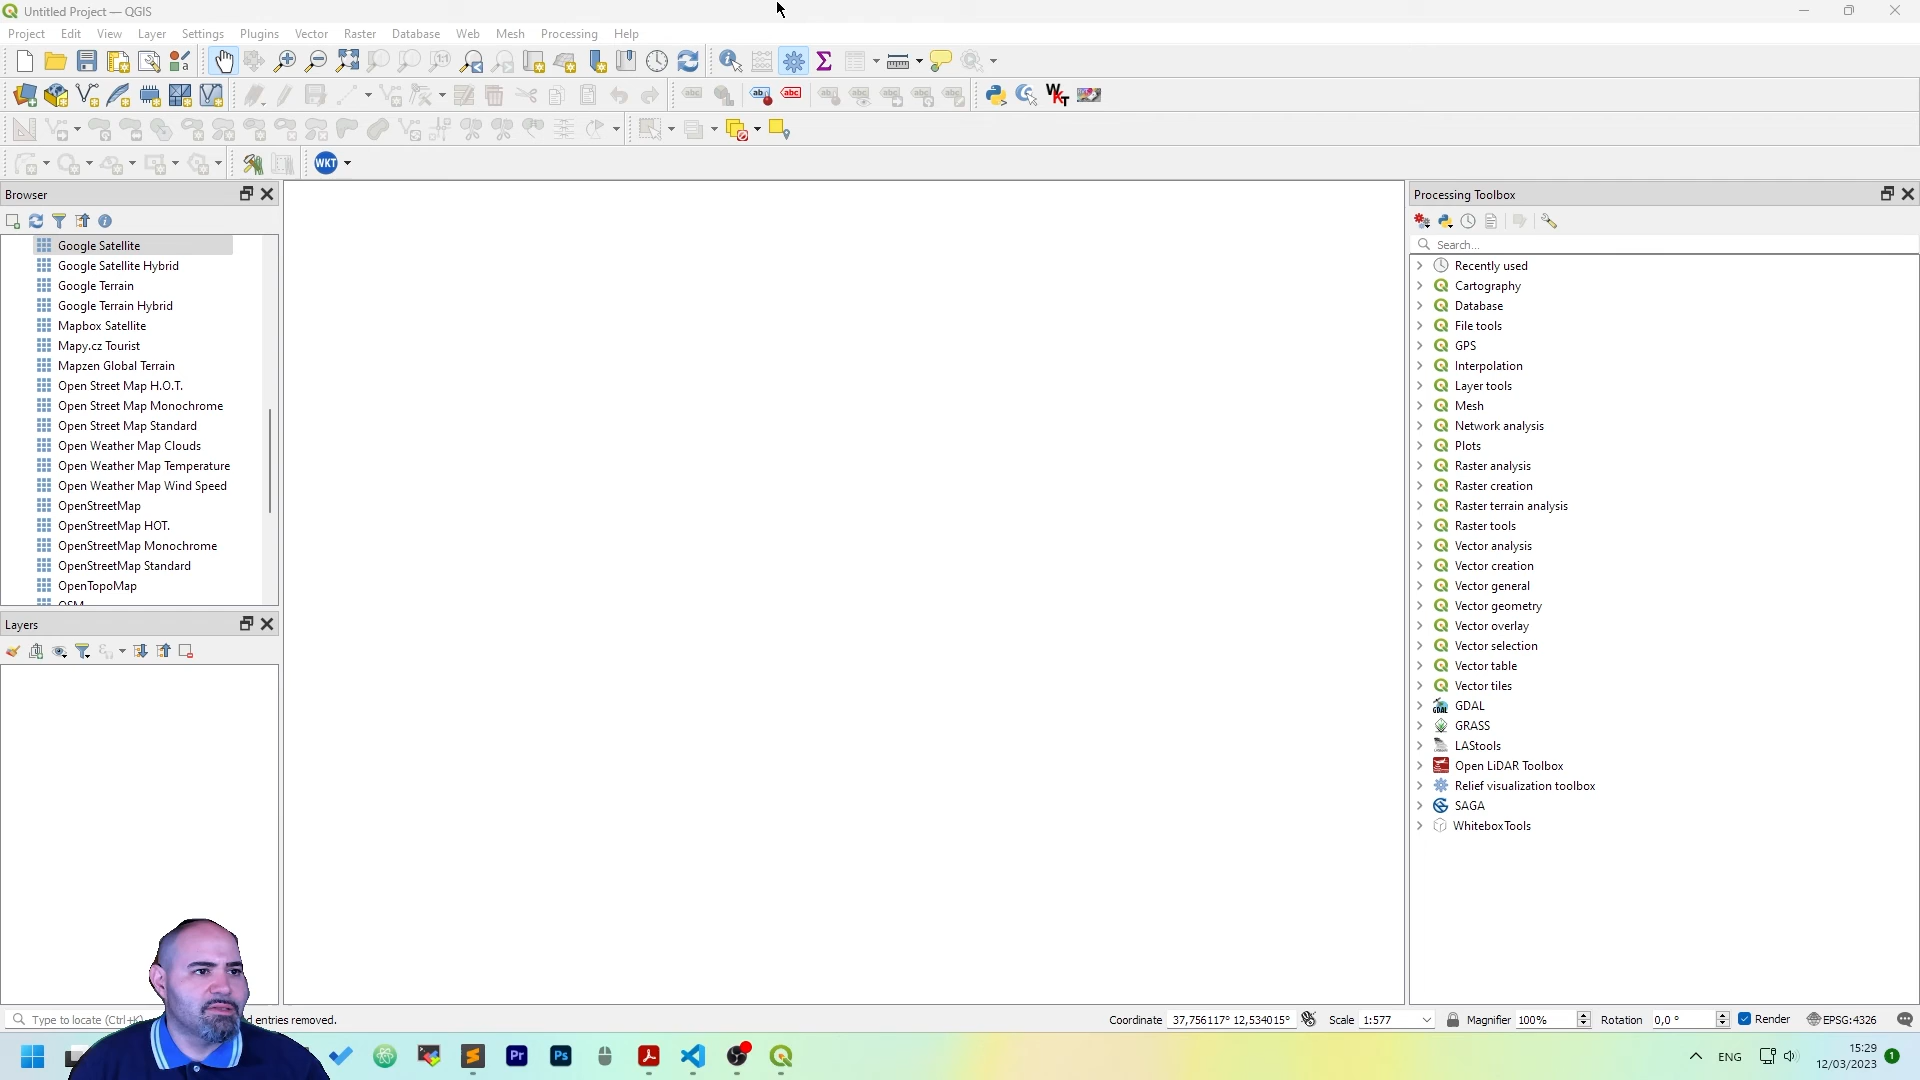 Untitled Project — QGIS
Project Edit View Layer Settings Plugins Vector Raster Database Web Mesh Processing Help
Browser
Google Satellite
Google Satellite Hybrid
Google Terrain
Google Terrain Hybrid
Mapbox Satellite
Mapy.cz Tourist
Mapzen Global Terrain
Open Street Map H.O.T.
Open Street Map Monochrome
Open Street Map Standard
Open Weather Map Clouds
Open Weather Map Temperature
Open Weather Map Wind Speed
OpenStreetMap
OpenStreetMap HOT.
OpenStreetMap Monochrome
OpenStreetMap Standard
OpenTopoMap
OSM
Layers
Processing Toolbox
Search...
Recently used
Cartography
Database
File tools
GPS
Interpolation
Layer tools
Mesh
Network analysis
Plots
Raster analysis
Raster creation
Raster terrain analysis
Raster tools
Vector analysis
Vector creation
Vector general
Vector geometry
Vector overlay
Vector selection
Vector table
Vector tiles
GDAL
GRASS
LAStools
Open LiDAR Toolbox
Relief visualization toolbox
SAGA
WhiteboxTools
Type to locate (Ctrl+K) entries removed. Coordinate 37,756117° 12,534015° Scale 1:577 Magnifier 100% Rotation 0,0 ° Render EPSG:4326
ENG
15:29
12/03/2023
1